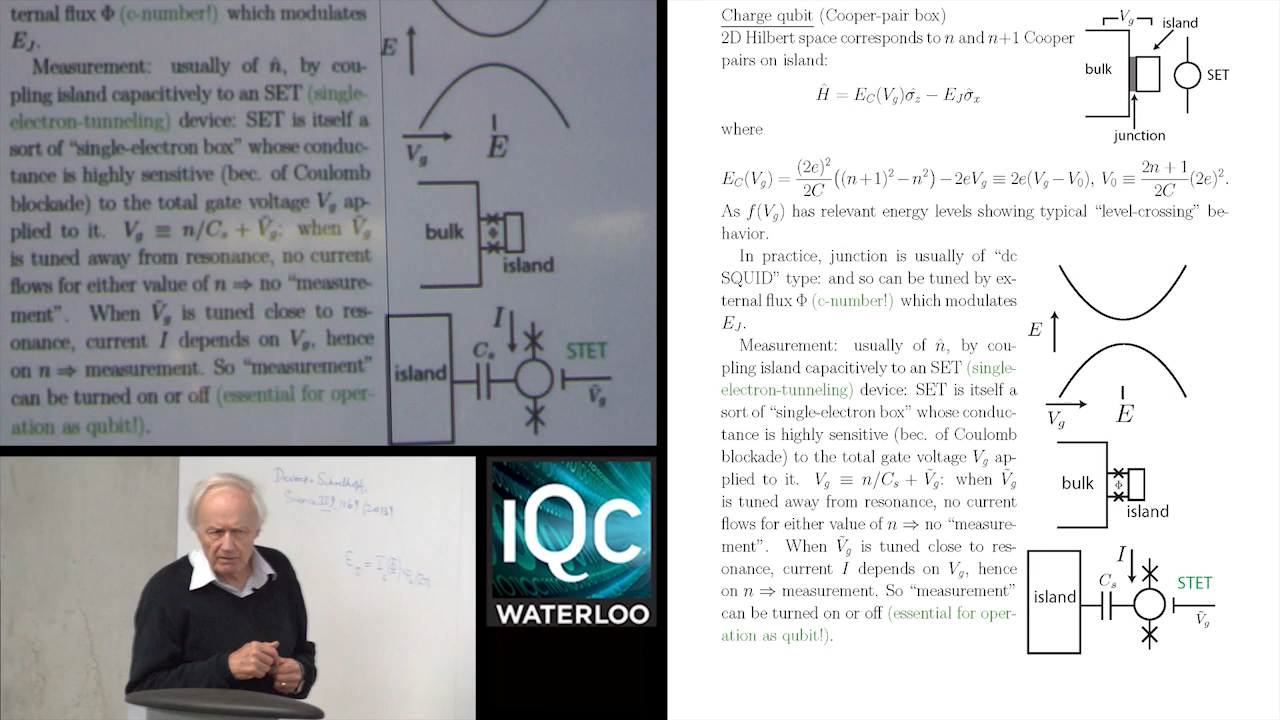 ternal flux Φ (c-number!) which modulates
E_J.
Measurement: usually of n̂, by cou-
pling island capacitively to an SET (single-
electron-tunneling) device: SET is itself a
sort of “single-electron box” whose conduc-
tance is highly sensitive (bec. of Coulomb
blockade) to the total gate voltage V_g ap-
plied to it. V_g ≡ n/C_s + Ṽ_g: when Ṽ_g
is tuned away from resonance, no current
flows for either value of n ⇒ no “measure-
ment”. When Ṽ_g is tuned close to res-
onance, current I depends on V_g, hence
on n ⇒ measurement. So “measurement”
can be turned on or off (essential for oper-
ation as qubit!).
E
V_g
E
bulk
Φ
island
I
C_s
STET
island
Ṽ_g
Science 339, 1169 (2013)
IQC
WATERLOO
Charge qubit (Cooper-pair box)
2D Hilbert space corresponds to n and n+1 Cooper
pairs on island:
Ĥ = E_C(V_g)σ̂_z − E_Jσ̂_x
where
V_g
island
bulk
SET
junction
E_C(V_g) = (2e)²/2C ((n+1)² − n²) − 2eV_g ≡ 2e(V_g − V_0), V_0 ≡ (2n + 1)/2C (2e)².
As f(V_g) has relevant energy levels showing typical “level-crossing” be-
havior.
In practice, junction is usually of “dc
SQUID” type: and so can be tuned by ex-
ternal flux Φ (c-number!) which modulates
E_J.
Measurement: usually of n̂, by cou-
pling island capacitively to an SET (single-
electron-tunneling) device: SET is itself a
sort of “single-electron box” whose conduc-
tance is highly sensitive (bec. of Coulomb
blockade) to the total gate voltage V_g ap-
plied to it. V_g ≡ n/C_s + Ṽ_g: when Ṽ_g
is tuned away from resonance, no current
flows for either value of n ⇒ no “measure-
ment”. When Ṽ_g is tuned close to res-
onance, current I depends on V_g, hence
on n ⇒ measurement. So “measurement”
can be turned on or off (essential for oper-
ation as qubit!).
E
V_g
E
bulk
Φ
island
I
C_s
STET
island
Ṽ_g